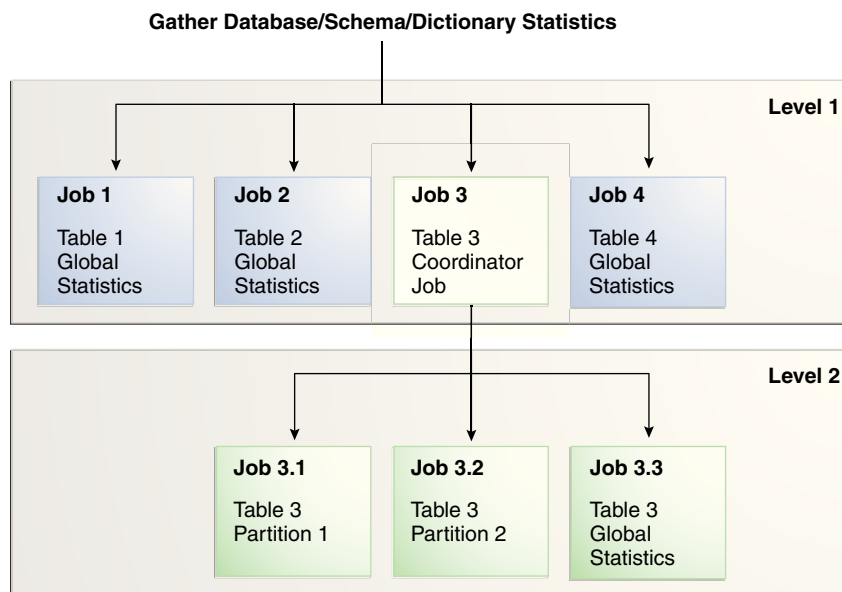 Gather Database/Schema/Dictionary Statistics
Level 1
Job 1
Table 1
Global
Statistics
Job 2
Table 2
Global
Statistics
Job 3
Table 3
Coordinator
Job
Job 4
Table 4
Global
Statistics
Level 2
Job 3.1
Table 3
Partition 1
Job 3.2
Table 3
Partition 2
Job 3.3
Table 3
Global
Statistics